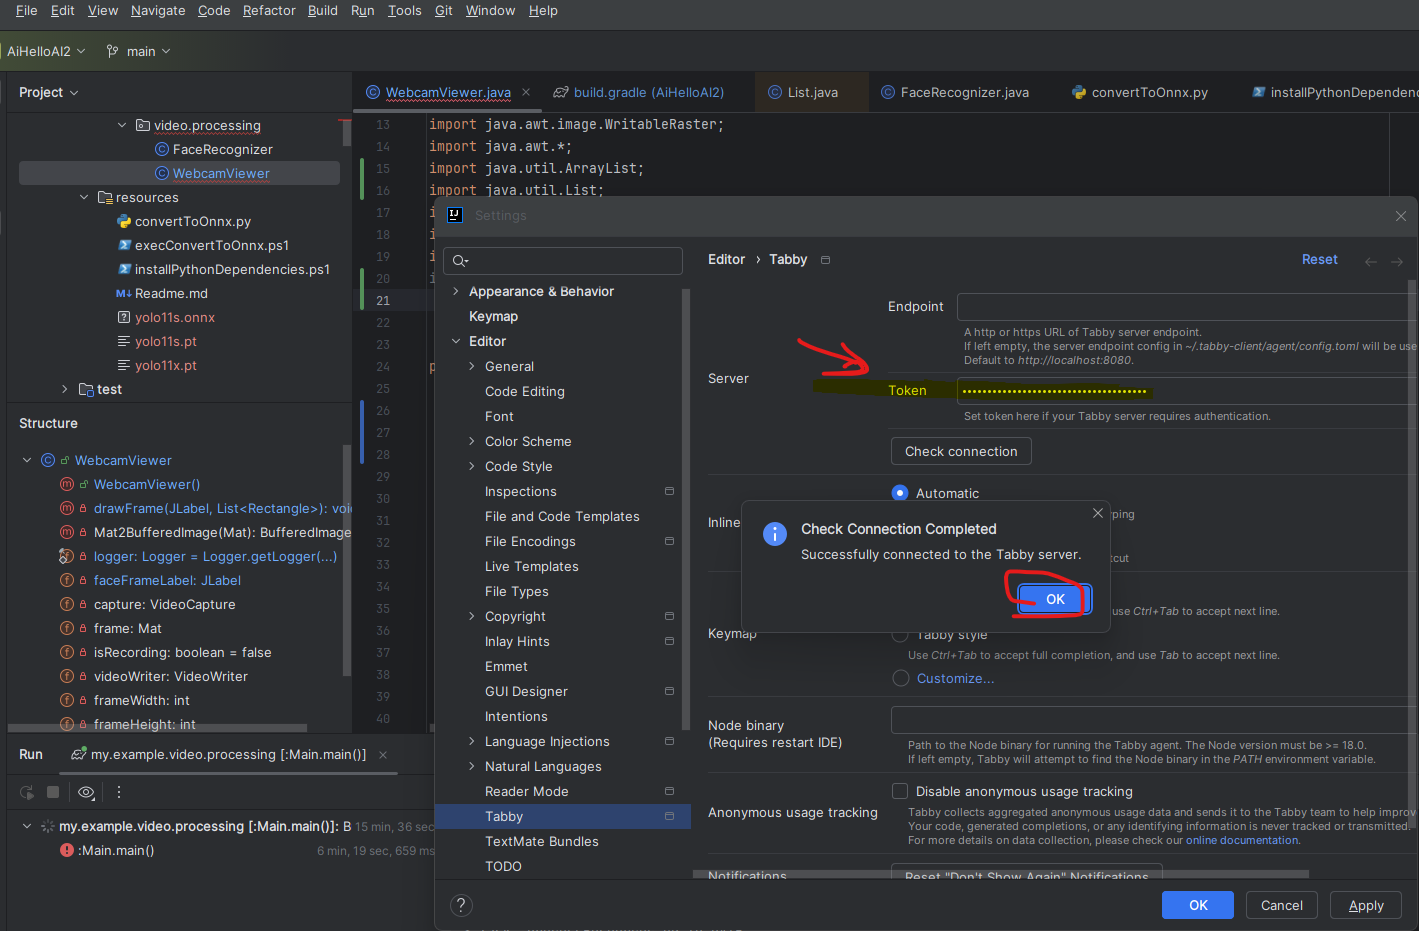 File Edit View Navigate Code Refactor Build Run Tools Git Window Help
AiHelloAI2 main
Project
WebcamViewer.java build.gradle (AiHelloAI2) List.java FaceRecognizer.java convertToOnnx.py installPythonDependenc
video.processing
FaceRecognizer
WebcamViewer
resources
convertToOnnx.py
execConvertToOnnx.ps1
installPythonDependencies.ps1
Readme.md
yolo11s.onnx
yolo11s.pt
yolo11x.pt
test
13 import java.awt.image.WritableRaster;
14 import java.awt.*;
15 import java.util.ArrayList;
16 import java.util.List;
17 i
18 i
19 i
20 i
21
22
23
24 p
25
26
27
28
29
30
31
32
33
34
35
36
37
38
39
40
Structure
WebcamViewer
WebcamViewer()
drawFrame(JLabel, List<Rectangle>): voi
Mat2BufferedImage(Mat): BufferedImage
logger: Logger = Logger.getLogger(...)
faceFrameLabel: JLabel
capture: VideoCapture
frame: Mat
isRecording: boolean = false
videoWriter: VideoWriter
frameWidth: int
frameHeight: int
Run my.example.video.processing [:Main.main()]
my.example.video.processing [:Main.main()]: B 15 min, 36 sec
:Main.main() 6 min, 19 sec, 659 ms
Settings
Appearance & Behavior
Keymap
Editor
General
Code Editing
Font
Color Scheme
Code Style
Inspections
File and Code Templates
File Encodings
Live Templates
File Types
Copyright
Inlay Hints
Emmet
GUI Designer
Intentions
Language Injections
Natural Languages
Reader Mode
Tabby
TextMate Bundles
TODO
Editor › Tabby Reset
Server
Endpoint
A http or https URL of Tabby server endpoint.
If left empty, the server endpoint config in ~/.tabby-client/agent/config.toml will be use
Default to http://localhost:8080.
Token
Set token here if your Tabby server requires authentication.
Check connection
Inline
Automatic
yping
tcut
Check Connection Completed
Successfully connected to the Tabby server.
OK
use Ctrl+Tab to accept next line.
Keymap
Tabby style
Use Ctrl+Tab to accept full completion, and use Tab to accept next line.
Customize...
Node binary
(Requires restart IDE)
Path to the Node binary for running the Tabby agent. The Node version must be >= 18.0.
If left empty, Tabby will attempt to find the Node binary in the PATH environment variable.
Anonymous usage tracking
Disable anonymous usage tracking
Tabby collects aggregated anonymous usage data and sends it to the Tabby team to help improv
Your code, generated completions, or any identifying information is never tracked or transmitted.
For more details on data collection, please check our online documentation.
Notifications
Reset "Don't Show Again" Notifications
? OK Cancel Apply